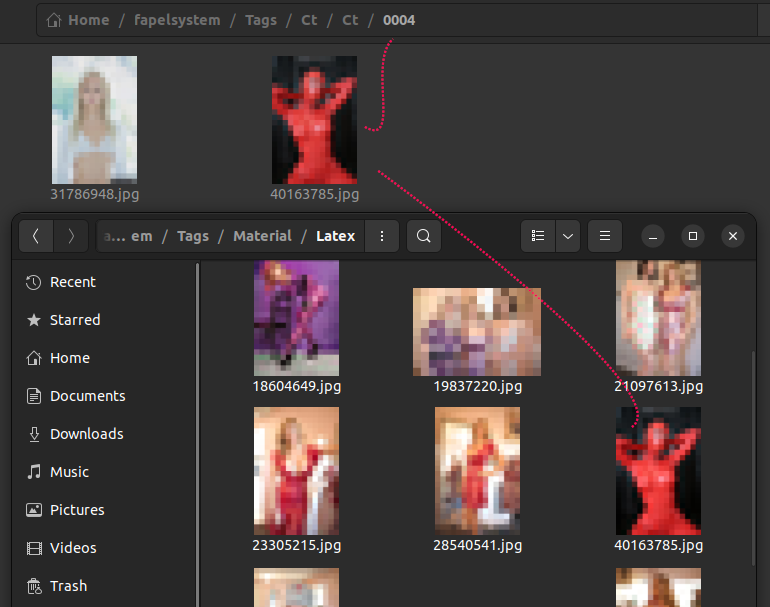 Home / fapelsystem / Tags / Ct / Ct / 0004
31786948.jpg 40163785.jpg
a... em / Tags / Material / Latex
Recent
Starred
Home
Documents
Downloads
Music
Pictures
Videos
Trash
18604649.jpg 19837220.jpg 21097613.jpg
23305215.jpg 28540541.jpg 40163785.jpg